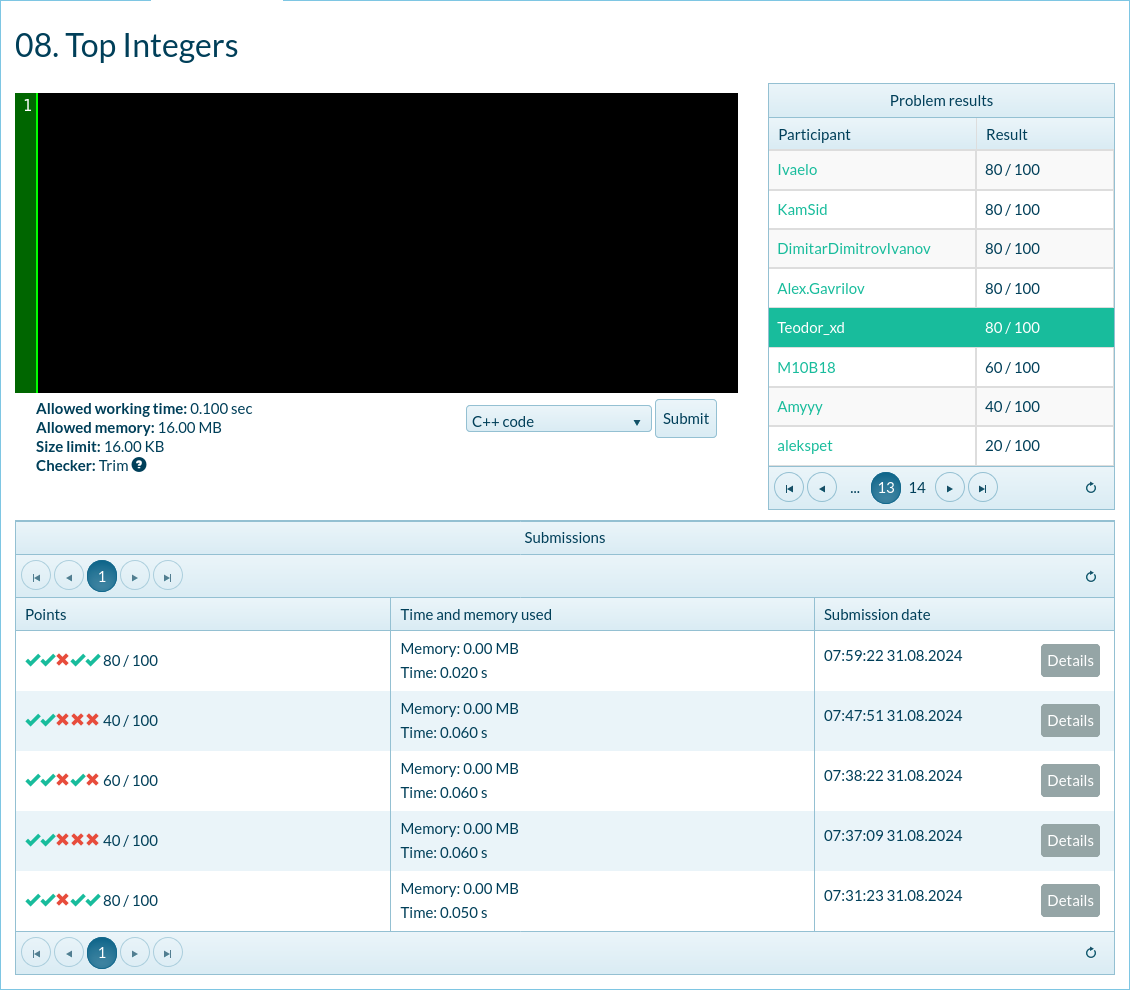 08. Top Integers
1
Allowed working time: 0.100 sec
Allowed memory: 16.00 MB
Size limit: 16.00 KB
Checker: Trim ?
C++ code
Submit
Problem results
Participant Result
Ivaelo 80 / 100
KamSid 80 / 100
DimitarDimitrovIvanov 80 / 100
Alex.Gavrilov 80 / 100
Teodor_xd 80 / 100
M10B18 60 / 100
Amyyy 40 / 100
alekspet 20 / 100
... 13 14
Submissions
1
Points Time and memory used Submission date
80 / 100 Memory: 0.00 MB
Time: 0.020 s 07:59:22 31.08.2024 Details
40 / 100 Memory: 0.00 MB
Time: 0.060 s 07:47:51 31.08.2024 Details
60 / 100 Memory: 0.00 MB
Time: 0.060 s 07:38:22 31.08.2024 Details
40 / 100 Memory: 0.00 MB
Time: 0.060 s 07:37:09 31.08.2024 Details
80 / 100 Memory: 0.00 MB
Time: 0.050 s 07:31:23 31.08.2024 Details
1